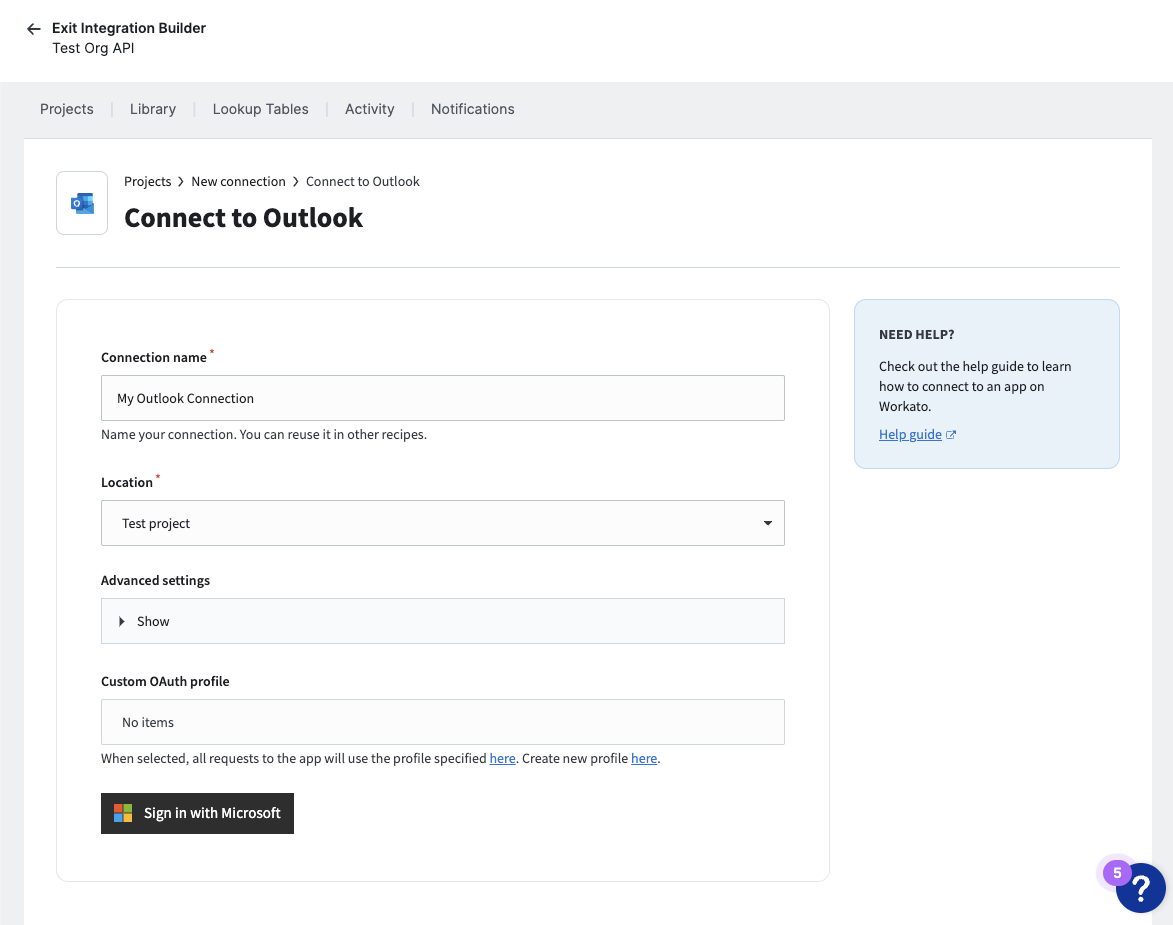 Exit Integration Builder
Test Org API
Projects | Library | Lookup Tables | Activity | Notifications
Projects > New connection > Connect to Outlook
Connect to Outlook
Connection name *
My Outlook Connection
Name your connection. You can reuse it in other recipes.
Location *
Test project
Advanced settings
Show
Custom OAuth profile
No items
When selected, all requests to the app will use the profile specified here. Create new profile here.
Sign in with Microsoft
NEED HELP?
Check out the help guide to learn
how to connect to an app on
Workato.
Help guide
5
?